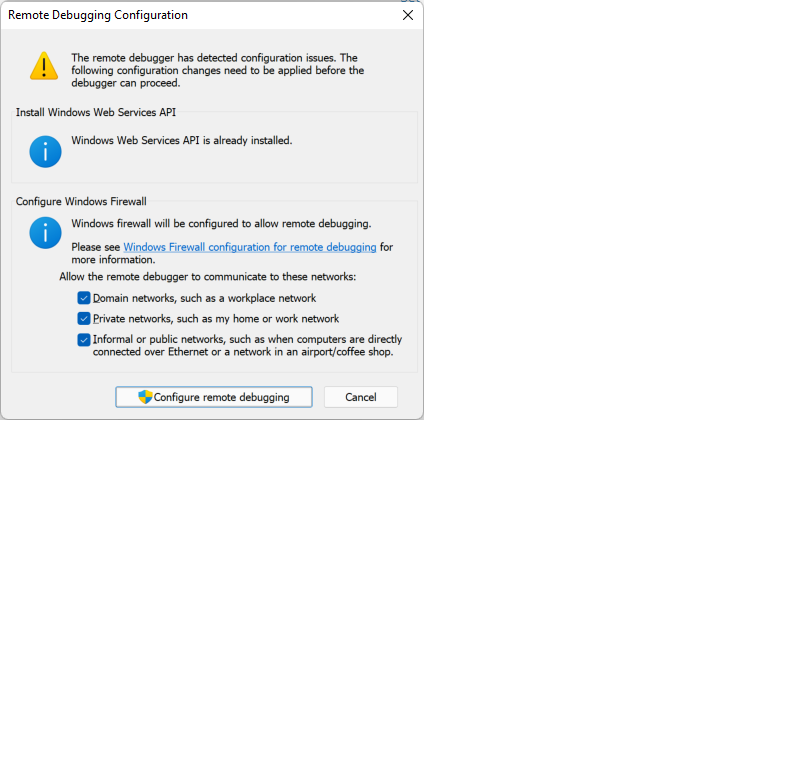 Remote Debugging Configuration
The remote debugger has detected configuration issues. The
following configuration changes need to be applied before the
debugger can proceed.
Install Windows Web Services API
Windows Web Services API is already installed.
Configure Windows Firewall
Windows firewall will be configured to allow remote debugging.
Please see Windows Firewall configuration for remote debugging for
more information.
Allow the remote debugger to communicate to these networks:
Domain networks, such as a workplace network
Private networks, such as my home or work network
Informal or public networks, such as when computers are directly
connected over Ethernet or a network in an airport/coffee shop.
Configure remote debugging
Cancel